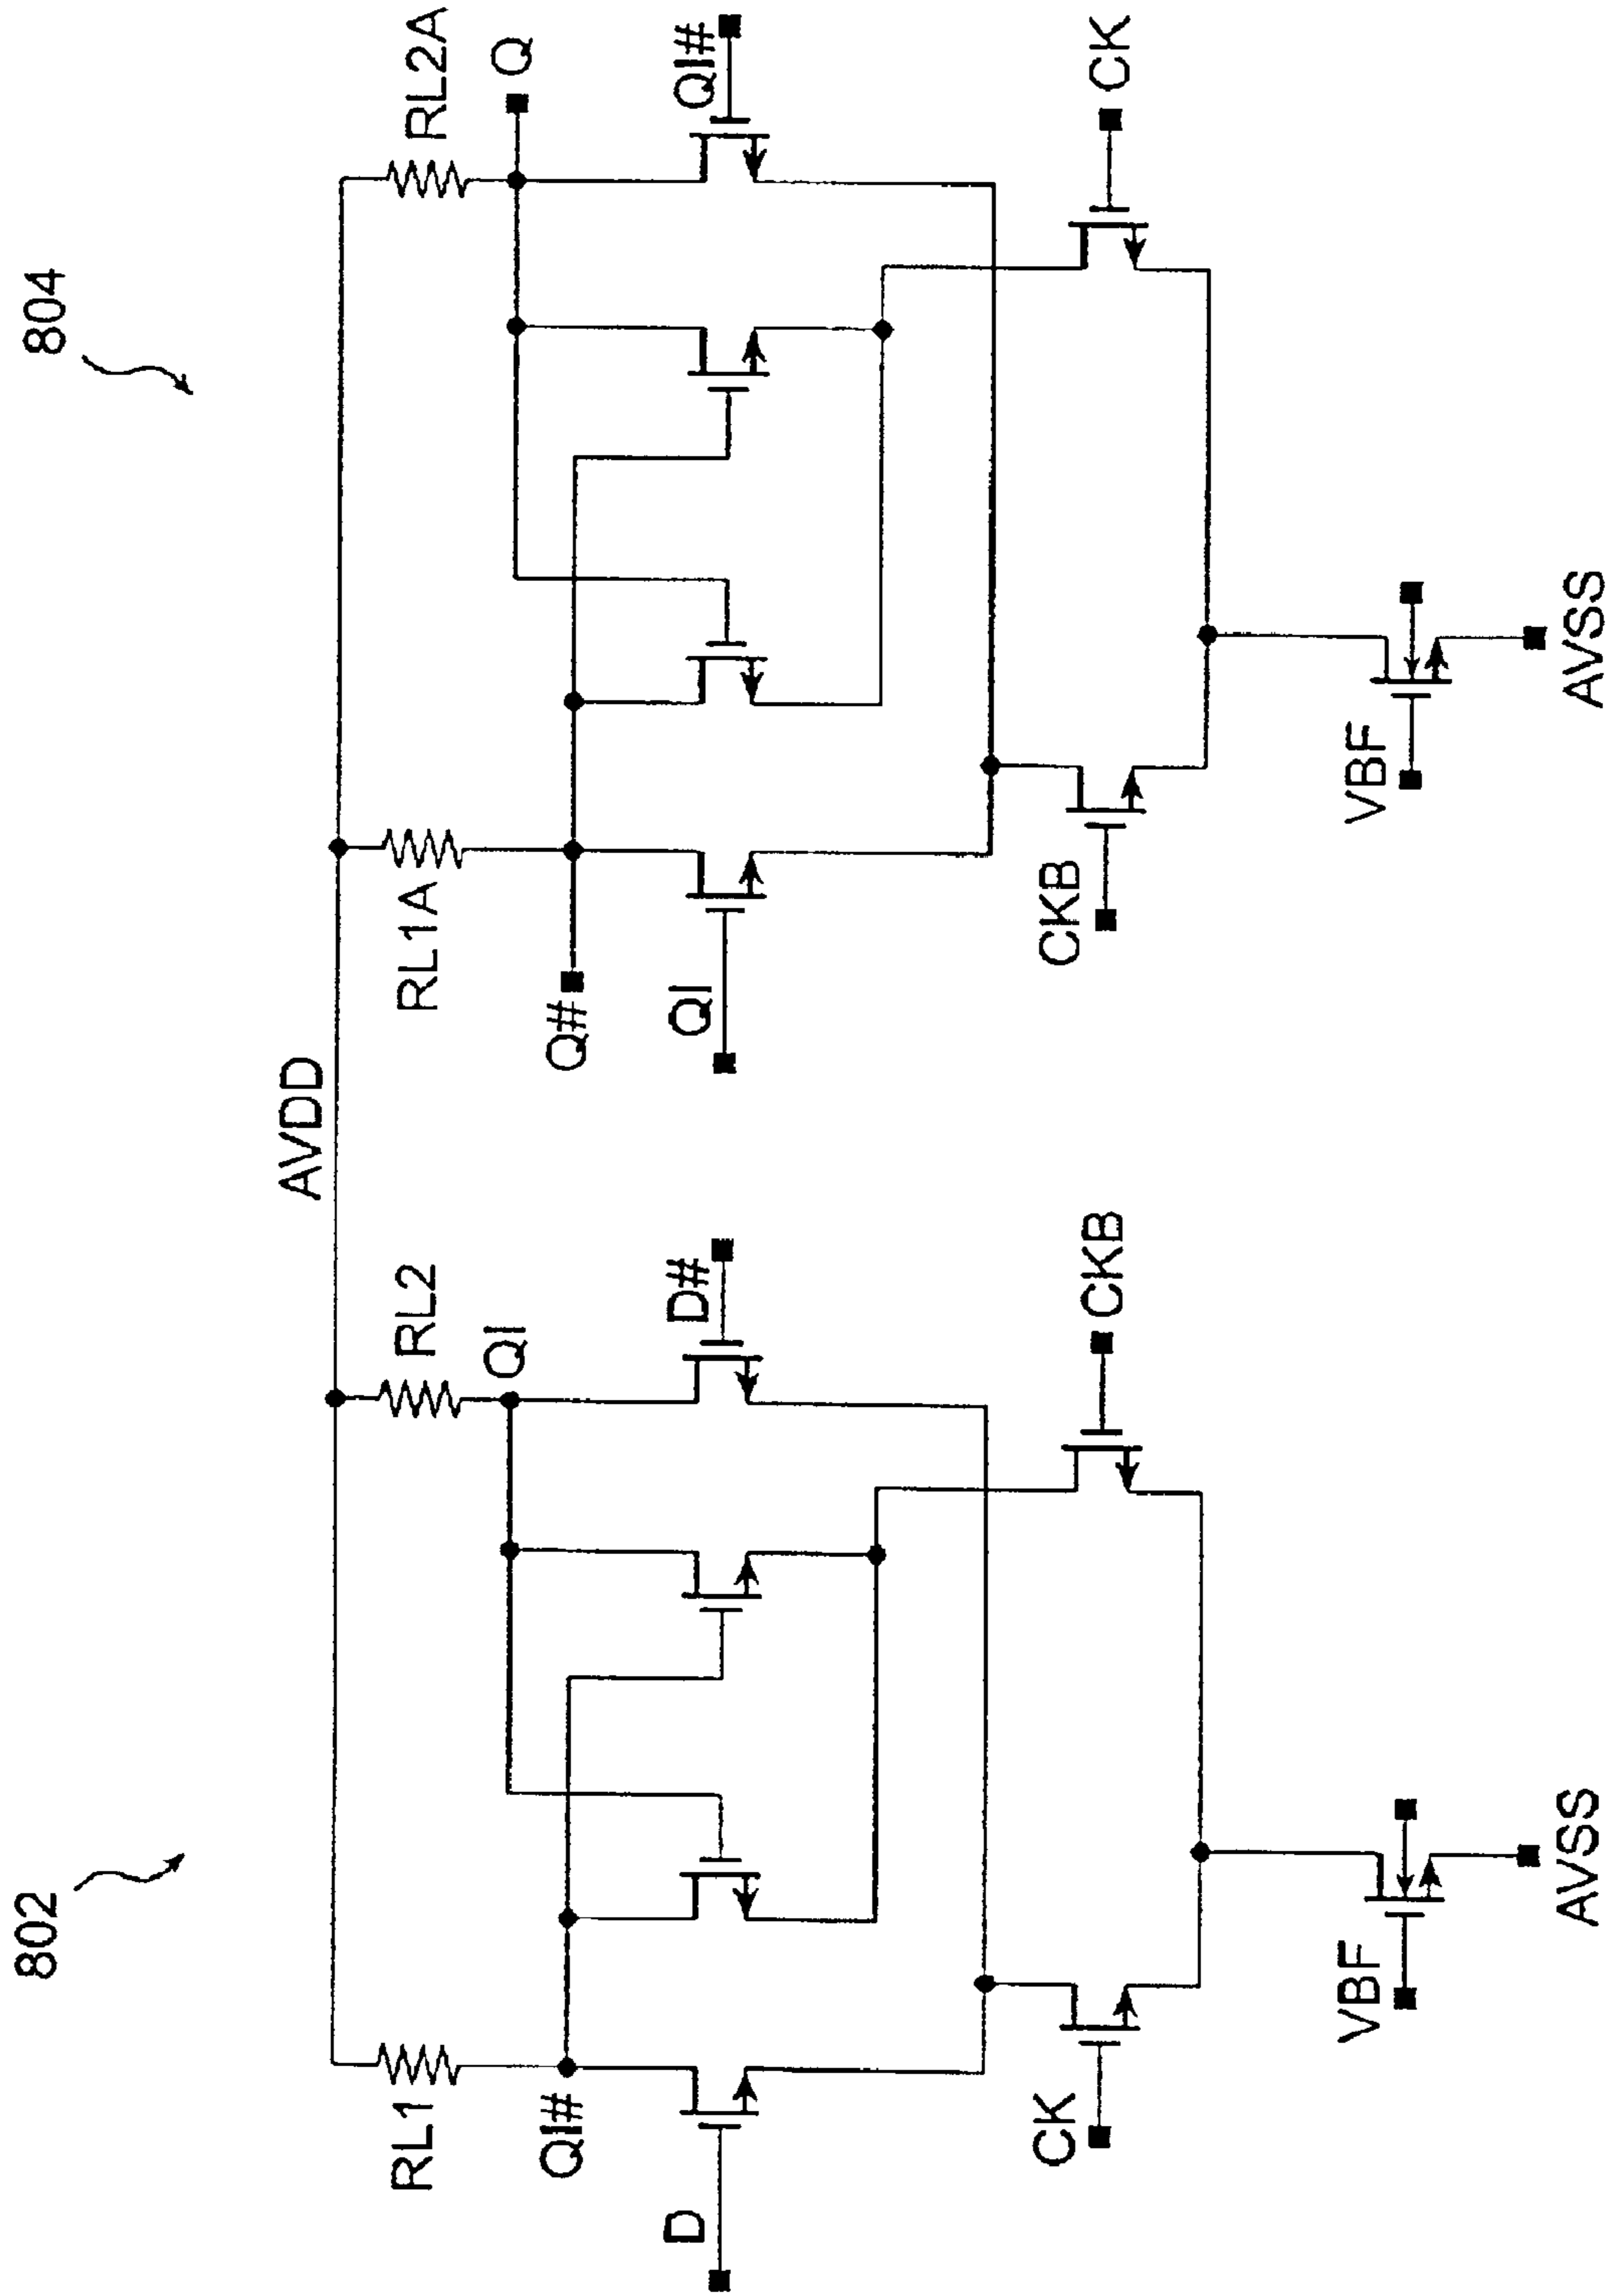 802
804
AVDD
RL1
RL2
RL1A
RL2A
QI#
QI
Q#
Q
D
D#
QI
QI#
CK
CKB
CKB
CK
VBF
VBF
AVSS
AVSS